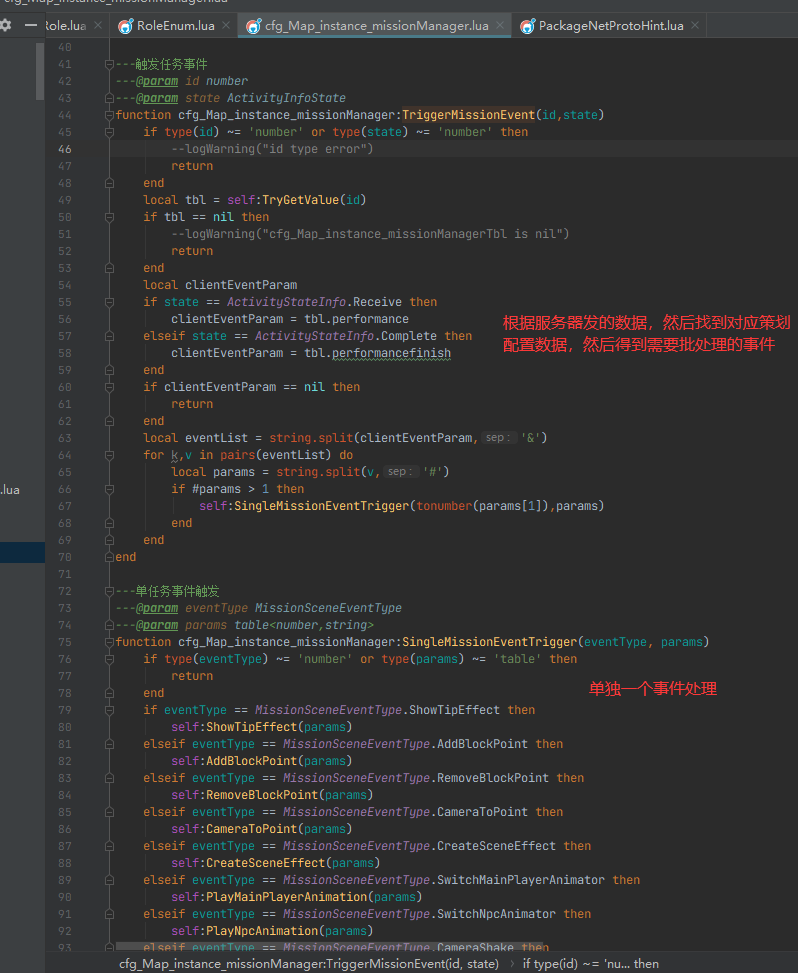 cfg_Map_instance_missionManager.lua
Role.lua
RoleEnum.lua
cfg_Map_instance_missionManager.lua
PackageNetProtoHint.lua
40
41 ---触发任务事件
42 ---@param id number
43 ---@param state ActivityInfoState
44 function cfg_Map_instance_missionManager:TriggerMissionEvent(id,state)
45 if type(id) ~= 'number' or type(state) ~= 'number' then
46 --logWarning("id type error")
47 return
48 end
49 local tbl = self:TryGetValue(id)
50 if tbl == nil then
51 --logWarning("cfg_Map_instance_missionManagerTbl is nil")
52 return
53 end
54 local clientEventParam
55 if state == ActivityStateInfo.Receive then
56 clientEventParam = tbl.performance
57 elseif state == ActivityStateInfo.Complete then
58 clientEventParam = tbl.performancefinish
59 end
60 if clientEventParam == nil then
61 return
62 end
63 local eventList = string.split(clientEventParam, sep: '&')
64 for k,v in pairs(eventList) do
65 local params = string.split(v, sep: '#')
66 if #params > 1 then
67 self:SingleMissionEventTrigger(tonumber(params[1]),params)
68 end
69 end
70 end
71
72 ---单任务事件触发
73 ---@param eventType MissionSceneEventType
74 ---@param params table<number,string>
75 function cfg_Map_instance_missionManager:SingleMissionEventTrigger(eventType, params)
76 if type(eventType) ~= 'number' or type(params) ~= 'table' then
77 return
78 end
79 if eventType == MissionSceneEventType.ShowTipEffect then
80 self:ShowTipEffect(params)
81 elseif eventType == MissionSceneEventType.AddBlockPoint then
82 self:AddBlockPoint(params)
83 elseif eventType == MissionSceneEventType.RemoveBlockPoint then
84 self:RemoveBlockPoint(params)
85 elseif eventType == MissionSceneEventType.CameraToPoint then
86 self:CameraToPoint(params)
87 elseif eventType == MissionSceneEventType.CreateSceneEffect then
88 self:CreateSceneEffect(params)
89 elseif eventType == MissionSceneEventType.SwitchMainPlayerAnimator then
90 self:PlayMainPlayerAnimation(params)
91 elseif eventType == MissionSceneEventType.SwitchNpcAnimator then
92 self:PlayNpcAnimation(params)
93 elseif eventType == MissionSceneEventType.CameraShake then
根据服务器发的数据，然后找到对应策划
配置数据，然后得到需要批处理的事件
单独一个事件处理
.lua
cfg_Map_instance_missionManager:TriggerMissionEvent(id, state) › if type(id) ~= 'nu... then